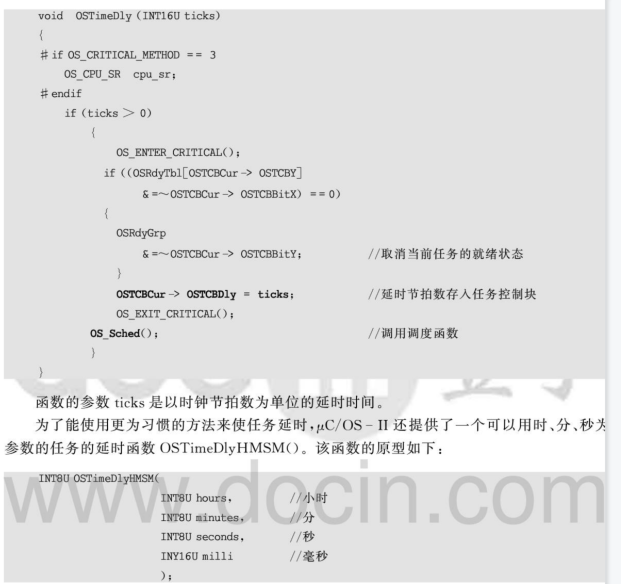 void OSTimeDly (INT16U ticks)
{
# if OS_CRITICAL_METHOD == 3
OS_CPU_SR cpu_sr;
# endif
if (ticks > 0)
{
OS_ENTER_CRITICAL();
if ((OSRdyTbl[OSTCBCur -> OSTCBY]
& =~OSTCBCur -> OSTCBBitX) == 0)
{
OSRdyGrp
& =~OSTCBCur -> OSTCBBitY; //取消当前任务的就绪状态
}
OSTCBCur -> OSTCBDly = ticks; //延时节拍数存入任务控制块
OS_EXIT_CRITICAL();
OS_Sched(); //调用调度函数
}
}
函数的参数 ticks 是以时钟节拍数为单位的延时时间。
为了能使用更为习惯的方法来使任务延时,μC/OS - II 还提供了一个可以用时、分、秒为
参数的任务的延时函数 OSTimeDlyHMSM()。该函数的原型如下:
INT8U OSTimeDlyHMSM(
INT8U hours, //小时
INT8U minutes, //分
INT8U seconds, //秒
INY16U milli //毫秒
);
www.docin.com